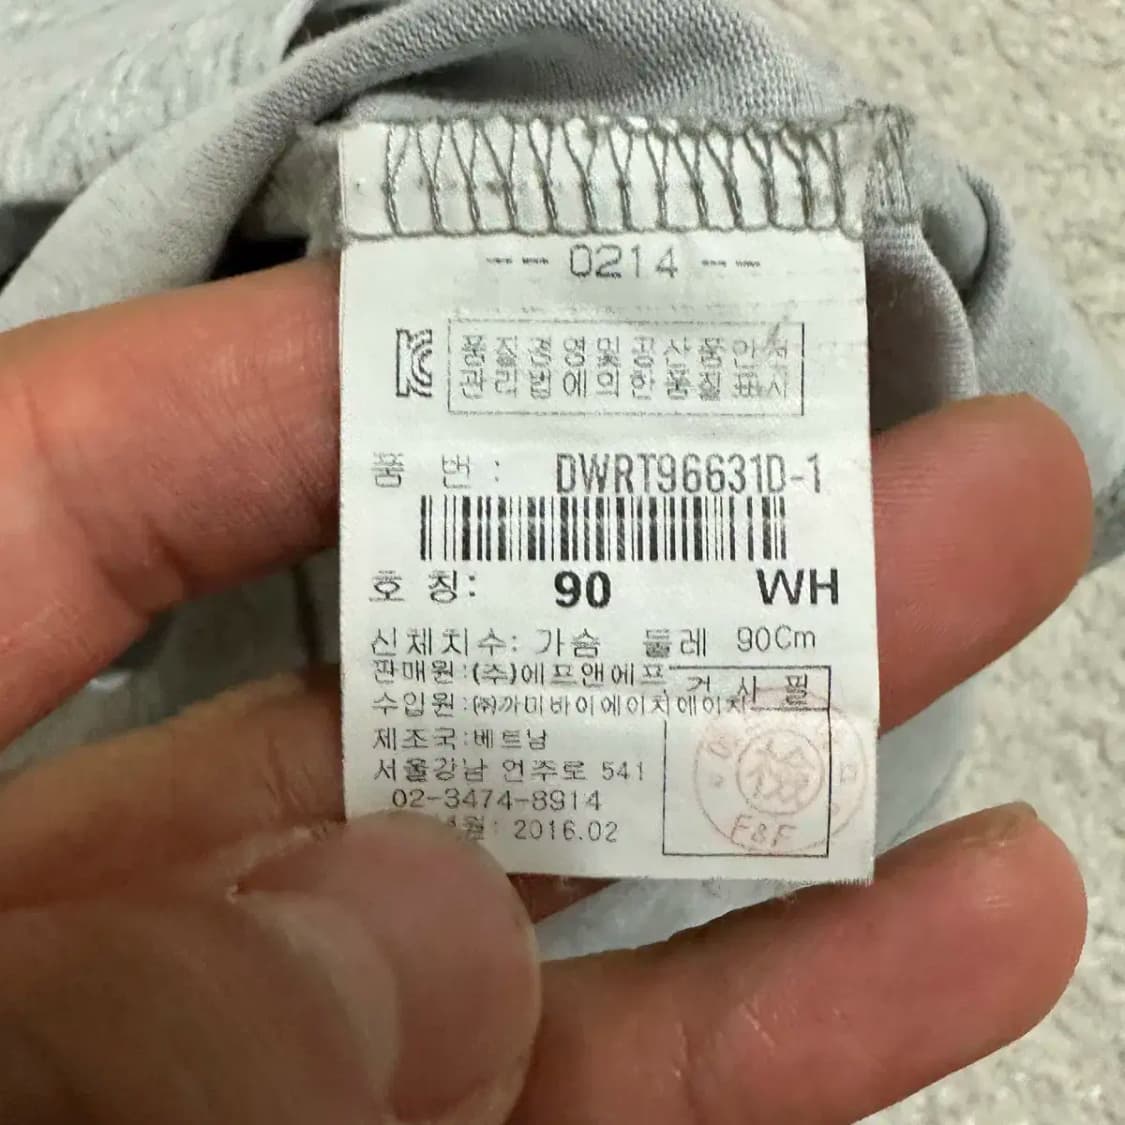 -- 0214 --
품질경영및공산품안전
관리법에의한품질표시
품 번: DWRT96631D-1
호 칭: 90 WH
신체치수: 가슴 둘레 90Cm
판매원:(주)에프앤에프
검사필
수입원:(주)까미바이에이치에이치
제조국:베트남
서울강남 언주로 541
02-3474-8914
월: 2016.02
F&F